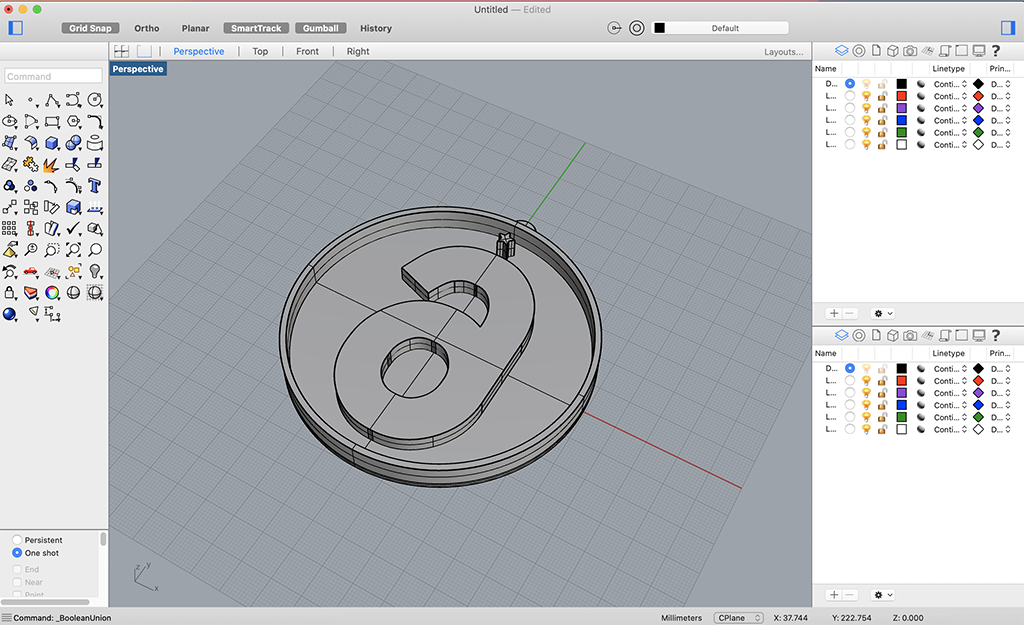 Untitled — Edited
Grid Snap Ortho Planar SmartTrack Gumball History Default
Perspective Top Front Right Layouts...
Perspective
Command
Name Linetype Prin...
D... Conti... D...
L... Conti... D...
L... Conti... D...
L... Conti... D...
L... Conti... D...
L... Conti... D...
Name Linetype Prin...
D... Conti... D...
L... Conti... D...
L... Conti... D...
L... Conti... D...
L... Conti... D...
L... Conti... D...
6
z y
x
Persistent
One shot
End
Near
Point
Command: _BooleanUnion Millimeters CPlane X: 37.744 Y: 222.754 Z: 0.000